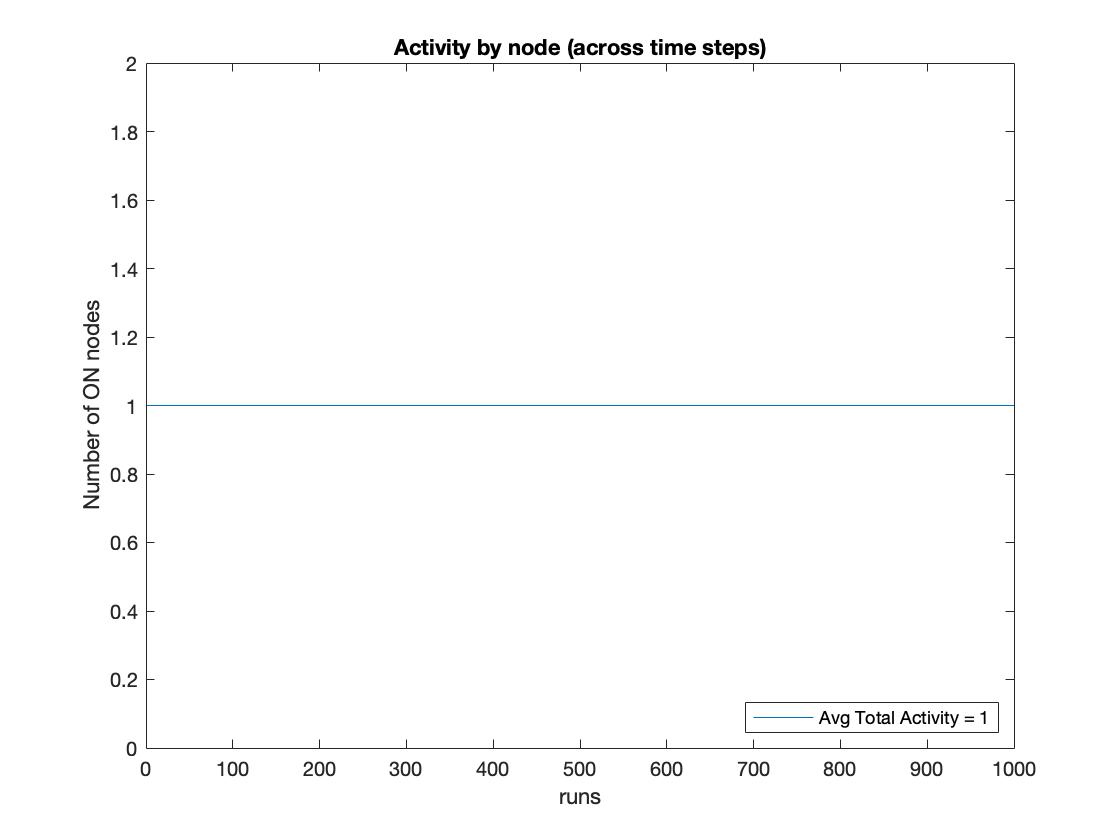 Activity by node (across time steps)
Number of ON nodes
2
1.8
1.6
1.4
1.2
1
0.8
0.6
0.4
0.2
0
Avg Total Activity = 1
0 100 200 300 400 500 600 700 800 900 1000
runs